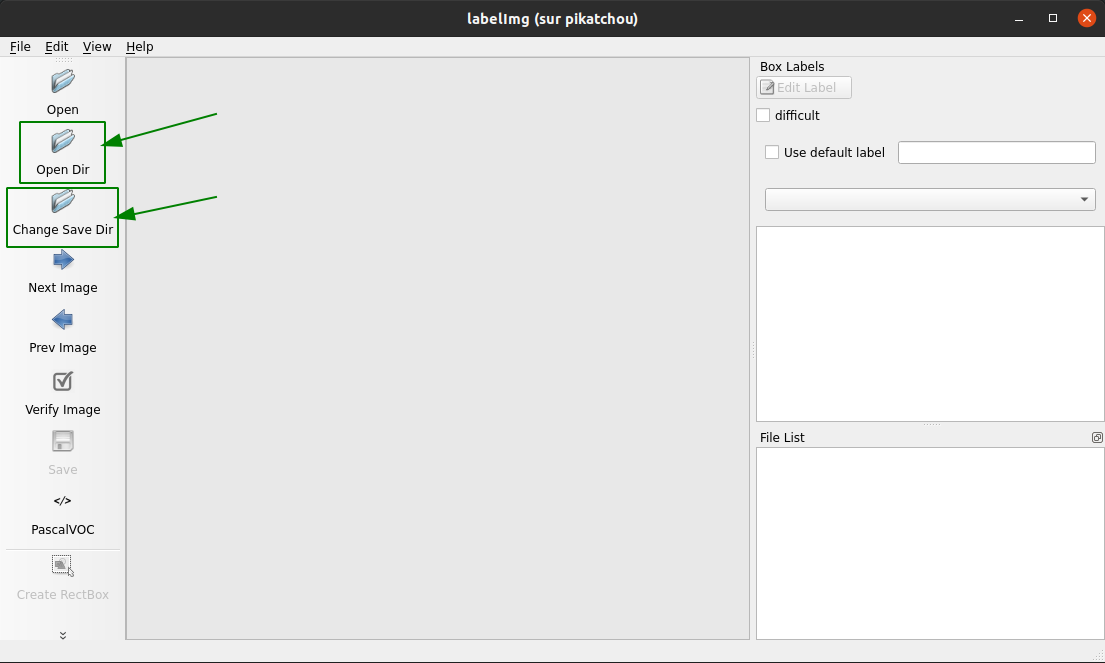 labelImg (sur pikatchou)
File Edit View Help
Open
Open Dir
Change Save Dir
Next Image
Prev Image
Verify Image
Save
</>
PascalVOC
Create RectBox
Box Labels
Edit Label
difficult
Use default label
File List